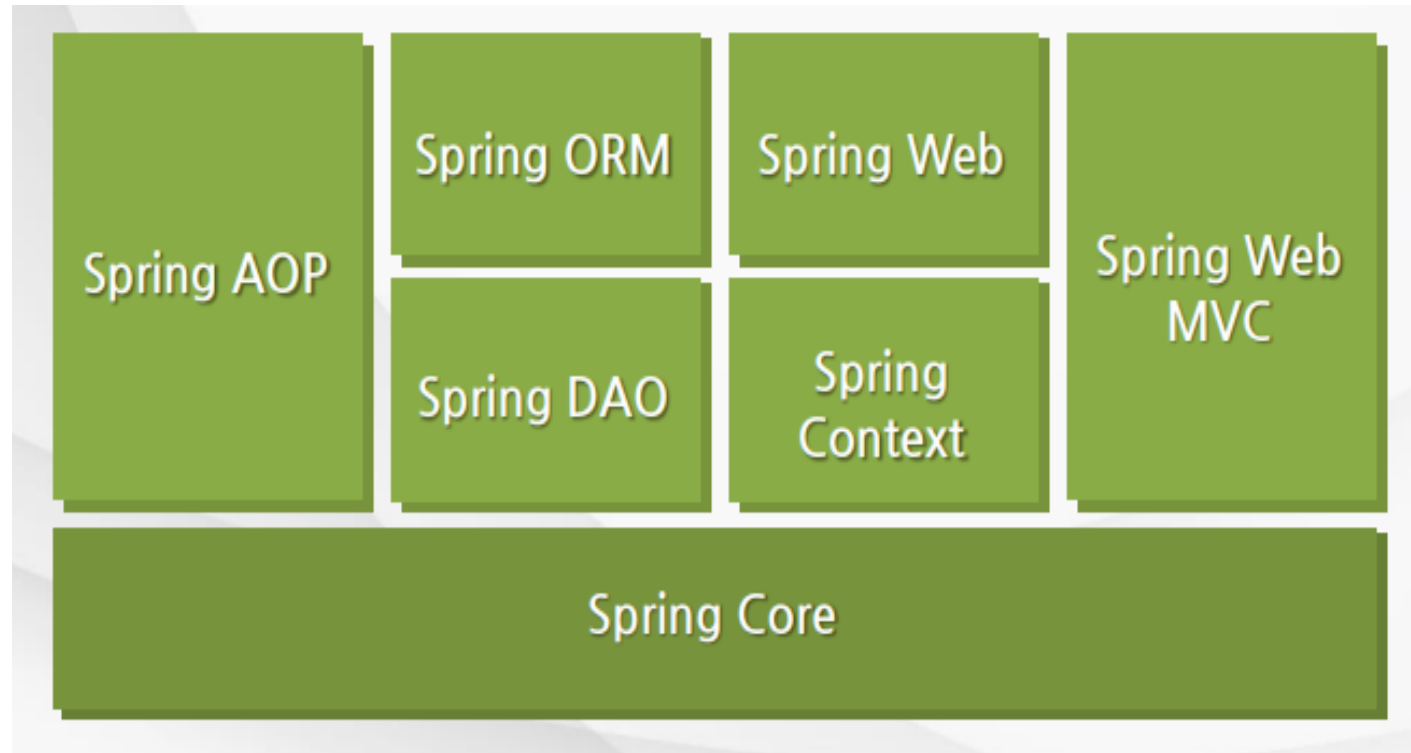 Spring AOP
Spring ORM
Spring Web
Spring DAO
Spring
Context
Spring Web
MVC
Spring Core